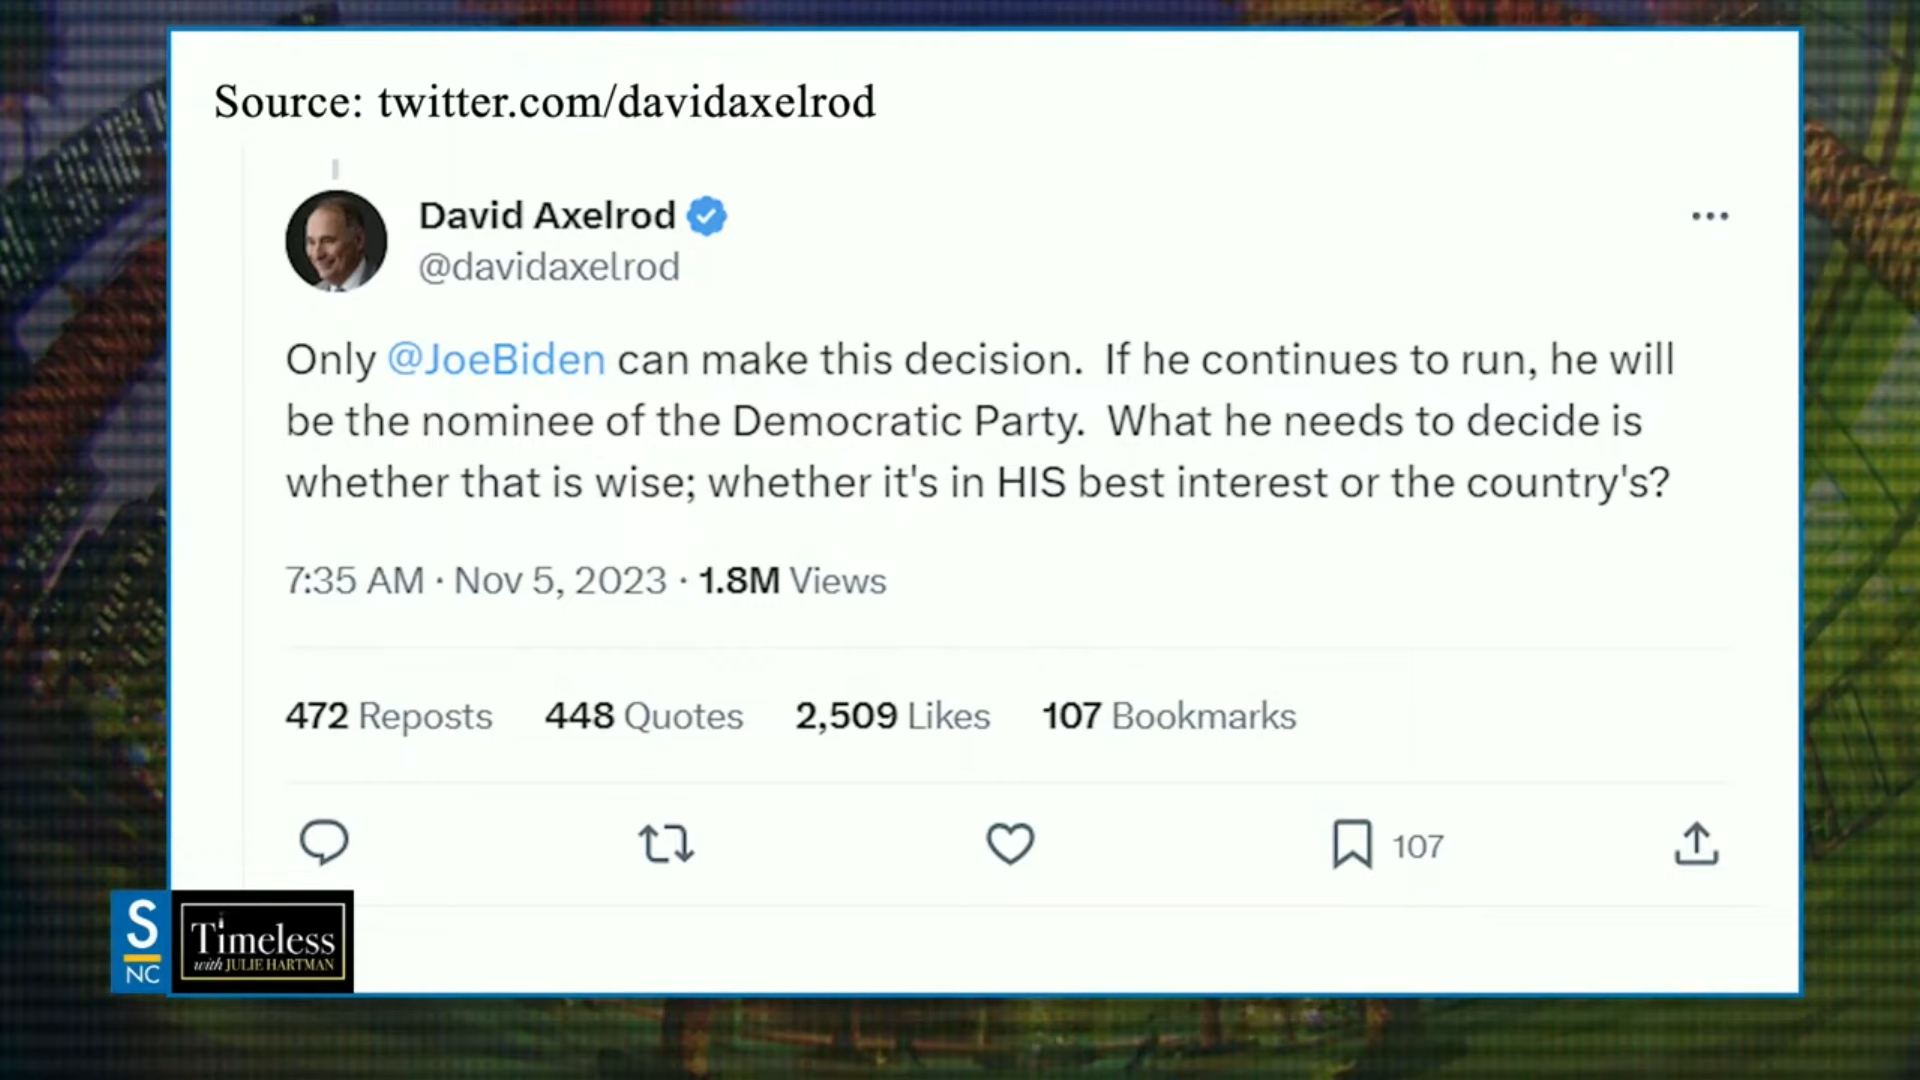 Source: twitter.com/davidaxelrod
David Axelrod
@davidaxelrod
Only @JoeBiden can make this decision.  If he continues to run, he will
be the nominee of the Democratic Party.  What he needs to decide is
whether that is wise; whether it's in HIS best interest or the country's?
7:35 AM · Nov 5, 2023 · 1.8M Views
472 Reposts 448 Quotes 2,509 Likes 107 Bookmarks
107
S
NC
Timeless
with JULIE HARTMAN